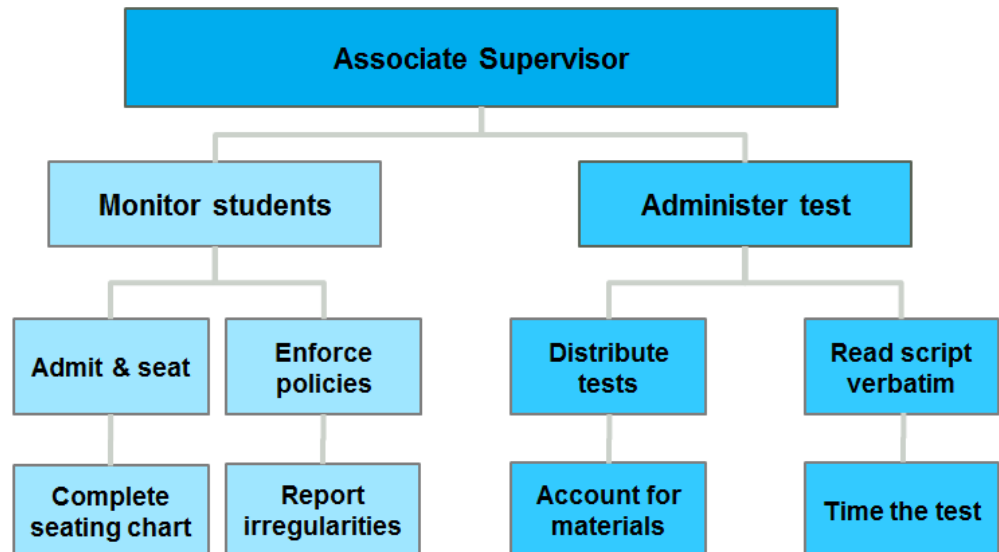 Associate Supervisor
Monitor students
Administer test
Admit & seat
Enforce
policies
Distribute
tests
Read script
verbatim
Complete
seating chart
Report
irregularities
Account for
materials
Time the test